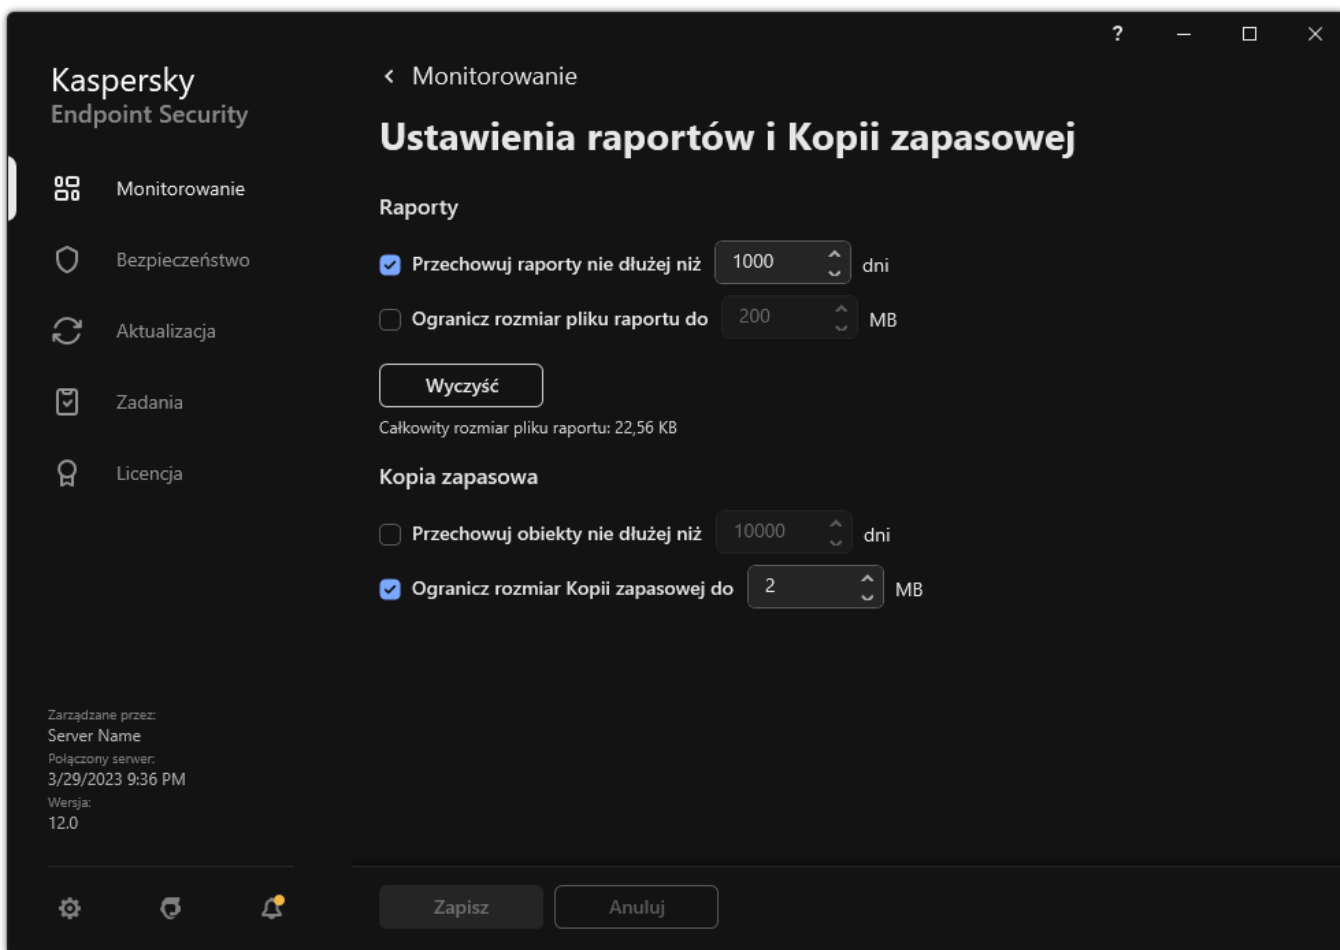 ?
Kaspersky
Endpoint Security
Monitorowanie
Bezpieczeństwo
Aktualizacja
Zadania
Licencja
Zarządzane przez:
Server Name
Połączony serwer:
3/29/2023 9:36 PM
Wersja:
12.0
Monitorowanie
Ustawienia raportów i Kopii zapasowej
Raporty
Przechowuj raporty nie dłużej niż 1000 dni
Ogranicz rozmiar pliku raportu do 200 MB
Wyczyść
Całkowity rozmiar pliku raportu: 22,56 KB
Kopia zapasowa
Przechowuj obiekty nie dłużej niż 10000 dni
Ogranicz rozmiar Kopii zapasowej do 2 MB
Zapisz Anuluj